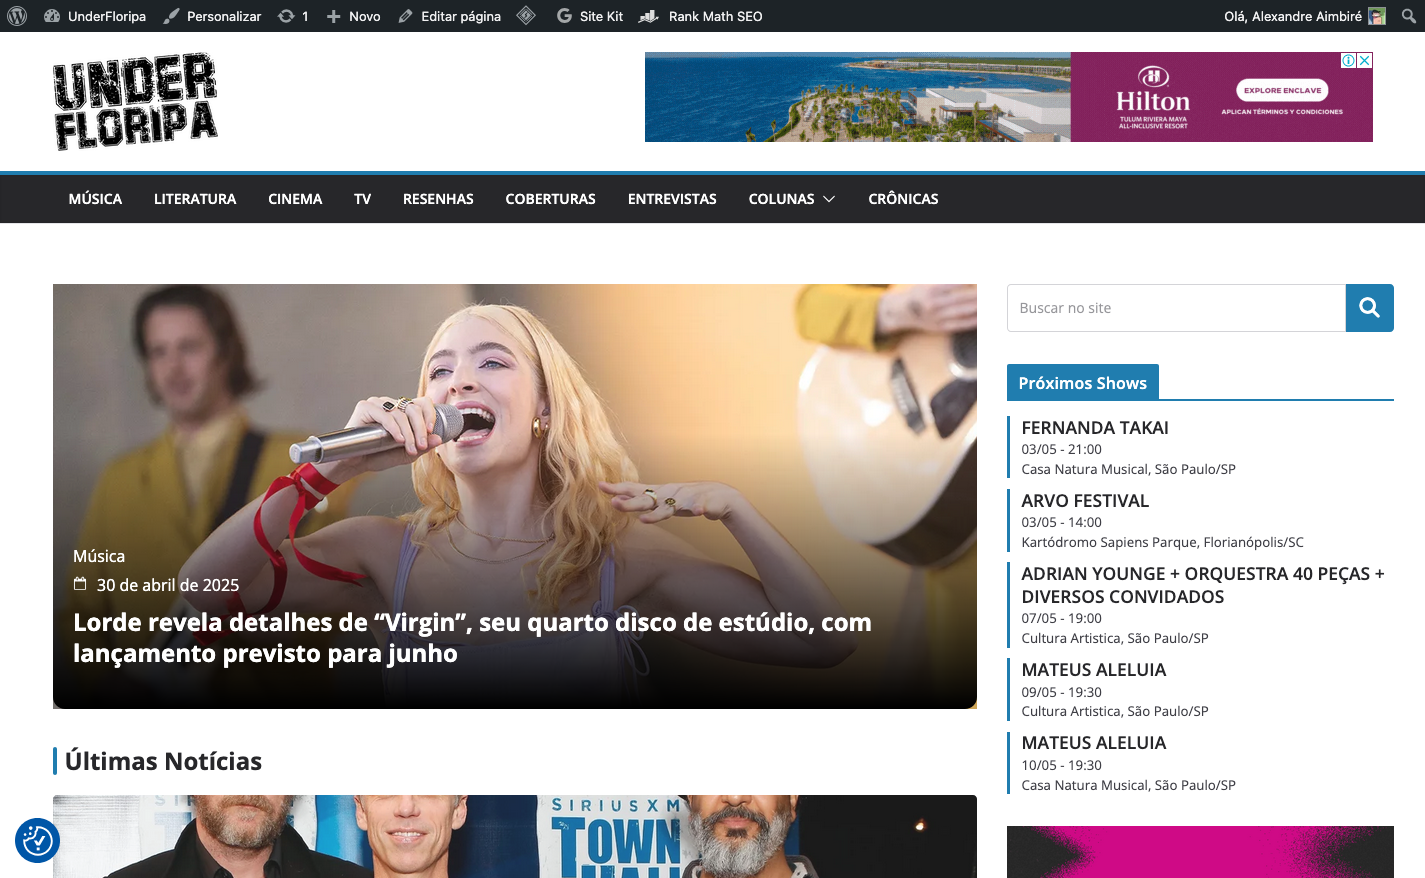 UnderFloripa
Personalizar
1
Novo
Editar página
Site Kit
Rank Math SEO
Olá, Alexandre Aimbiré
UNDER
FLORIPA
Hilton
TULUM RIVIERA MAYA
ALL-INCLUSIVE RESORT
EXPLORE ENCLAVE
APLICAN TÉRMINOS Y CONDICIONES
MÚSICA
LITERATURA
CINEMA
TV
RESENHAS
COBERTURAS
ENTREVISTAS
COLUNAS
CRÔNICAS
Música
30 de abril de 2025
Lorde revela detalhes de “Virgin”, seu quarto disco de estúdio, com
lançamento previsto para junho
Últimas Notícias
SIRIUSXM
TOWN
HALL
Buscar no site
Próximos Shows
FERNANDA TAKAI
03/05 - 21:00
Casa Natura Musical, São Paulo/SP
ARVO FESTIVAL
03/05 - 14:00
Kartódromo Sapiens Parque, Florianópolis/SC
ADRIAN YOUNGE + ORQUESTRA 40 PEÇAS +
DIVERSOS CONVIDADOS
07/05 - 19:00
Cultura Artistica, São Paulo/SP
MATEUS ALELUIA
09/05 - 19:30
Cultura Artistica, São Paulo/SP
MATEUS ALELUIA
10/05 - 19:30
Casa Natura Musical, São Paulo/SP